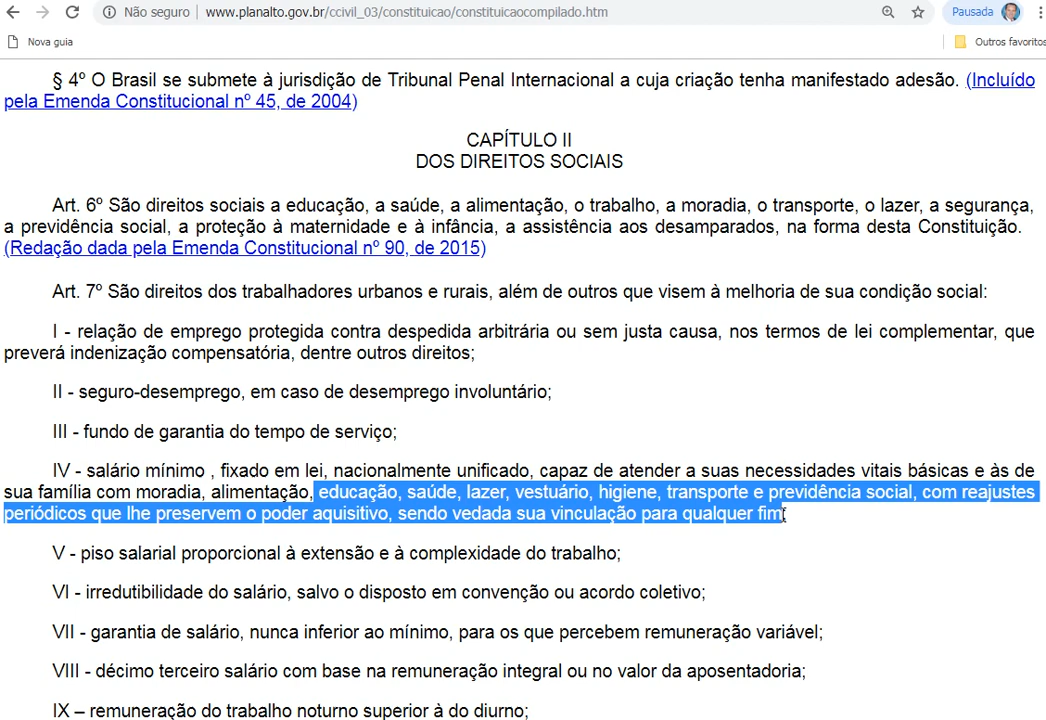 Não seguro
www.planalto.gov.br/ccivil_03/constituicao/constituicaocompilado.htm
Pausada
Nova guia
Outros favoritos
§ 4º O Brasil se submete à jurisdição de Tribunal Penal Internacional a cuja criação tenha manifestado adesão. (Incluído
pela Emenda Constitucional nº 45, de 2004)
CAPÍTULO II
DOS DIREITOS SOCIAIS
Art. 6º São direitos sociais a educação, a saúde, a alimentação, o trabalho, a moradia, o transporte, o lazer, a segurança,
a previdência social, a proteção à maternidade e à infância, a assistência aos desamparados, na forma desta Constituição.
(Redação dada pela Emenda Constitucional nº 90, de 2015)
Art. 7º São direitos dos trabalhadores urbanos e rurais, além de outros que visem à melhoria de sua condição social:
I - relação de emprego protegida contra despedida arbitrária ou sem justa causa, nos termos de lei complementar, que
preverá indenização compensatória, dentre outros direitos;
II - seguro-desemprego, em caso de desemprego involuntário;
III - fundo de garantia do tempo de serviço;
IV - salário mínimo , fixado em lei, nacionalmente unificado, capaz de atender a suas necessidades vitais básicas e às de
sua família com moradia, alimentação, educação, saúde, lazer, vestuário, higiene, transporte e previdência social, com reajustes
periódicos que lhe preservem o poder aquisitivo, sendo vedada sua vinculação para qualquer fim;
V - piso salarial proporcional à extensão e à complexidade do trabalho;
VI - irredutibilidade do salário, salvo o disposto em convenção ou acordo coletivo;
VII - garantia de salário, nunca inferior ao mínimo, para os que percebem remuneração variável;
VIII - décimo terceiro salário com base na remuneração integral ou no valor da aposentadoria;
IX – remuneração do trabalho noturno superior à do diurno;